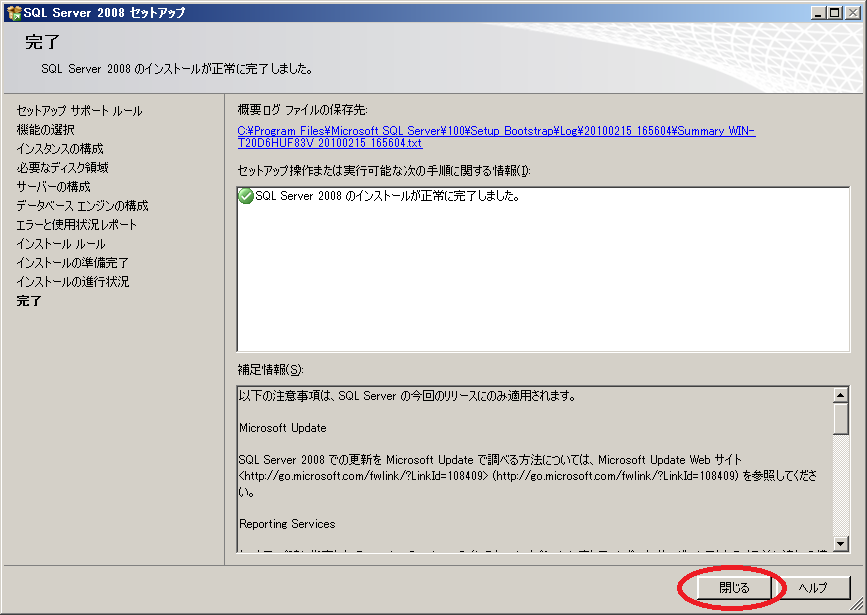 SQL Server 2008 セットアップ
完了
SQL Server 2008 のインストールが正常に完了しました。
セットアップ サポート ルール
機能の選択
インスタンスの構成
必要なディスク領域
サーバーの構成
データベース エンジンの構成
エラーと使用状況レポート
インストール ルール
インストールの準備完了
インストールの進行状況
完了
概要ログ ファイルの保存先:
C:¥Program Files¥Microsoft SQL Server¥100¥Setup Bootstrap¥Log¥20100215_165604¥Summary_WIN-
T20D6HUF83V_20100215_165604.txt
セットアップ操作または実行可能な次の手順に関する情報(I):
SQL Server 2008 のインストールが正常に完了しました。
補足情報(S):
以下の注意事項は、SQL Server の今回のリリースにのみ適用されます。
Microsoft Update
SQL Server 2008 での更新を Microsoft Update で調べる方法については、Microsoft Update Web サイト
<http://go.microsoft.com/fwlink/?LinkId=108409> (http://go.microsoft.com/fwlink/?LinkId=108409) を参照してくださ
い。
Reporting Services
閉じる
ヘルプ